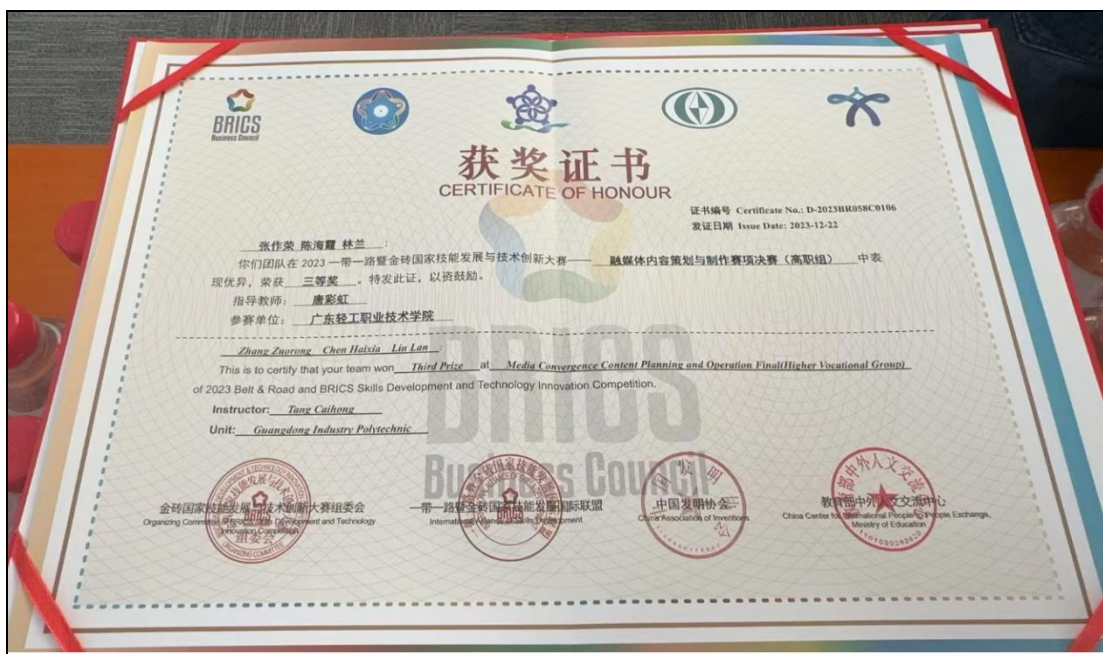 BRICS
Business Council
获奖证书
CERTIFICATE OF HONOUR
证书编号 Certificate No.: D-2023BR058C0106
发证日期 Issue Date: 2023-12-22
张作荣 陈海霞 林兰：
你们团队在 2023 一带一路暨金砖国家技能发展与技术创新大赛—— 融媒体内容策划与制作赛项决赛（高职组） 中表
现优异，荣获 三等奖 。特发此证，以资鼓励。
指导教师： 唐彩虹
参赛单位： 广东轻工职业技术学院
Zhang Zuorong Chen Haixia Lin Lan :
This is to certify that your team won Third Prize at Media Convergence Content Planning and Operation Final(Higher Vocational Group)
of 2023 Belt & Road and BRICS Skills Development and Technology Innovation Competition.
Instructor: Tang Caihong
Unit: Guangdong Industry Polytechnic
BRICS
Business Council
金砖国家技能发展与技术创新大赛组委会
Organizing Committee of BRICS Skills Development and Technology
Innovation Competition
一带一路暨金砖国家技能发展国际联盟
International Alliance of Skills Development
中国发明协会
China Association of Inventions
教育部中外人文交流中心
China Center for International People-to-People Exchange,
Ministry of Education